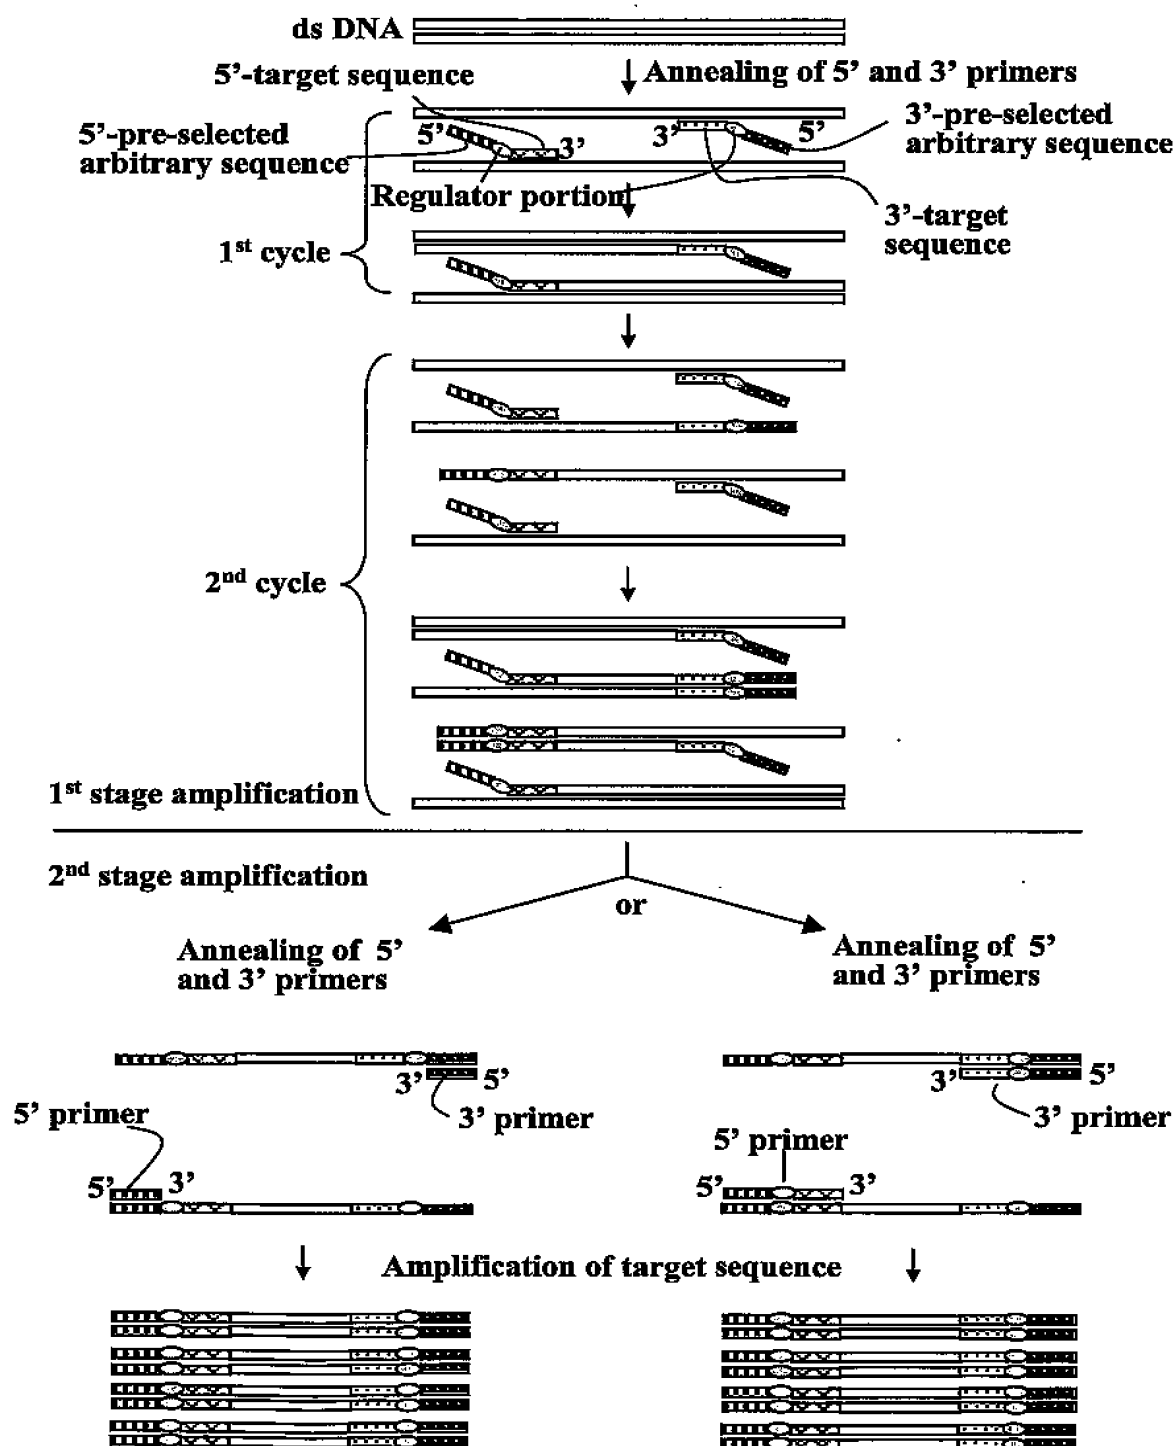 ds DNA
Annealing of 5’ and 3’ primers
5’-target sequence
5’-pre-selected
arbitrary sequence
5’
3’
3’
5’
3’-pre-selected
arbitrary sequence
Regulator portion
3’-target
sequence
1st cycle
2nd cycle
1st stage amplification
2nd stage amplification
or
Annealing of 5’
and 3’ primers
Annealing of 5’
and 3’ primers
3’ 5’
3’ primer
5’ primer
5’ 3’
3’ 5’
3’ primer
5’ primer
5’ 3’
Amplification of target sequence